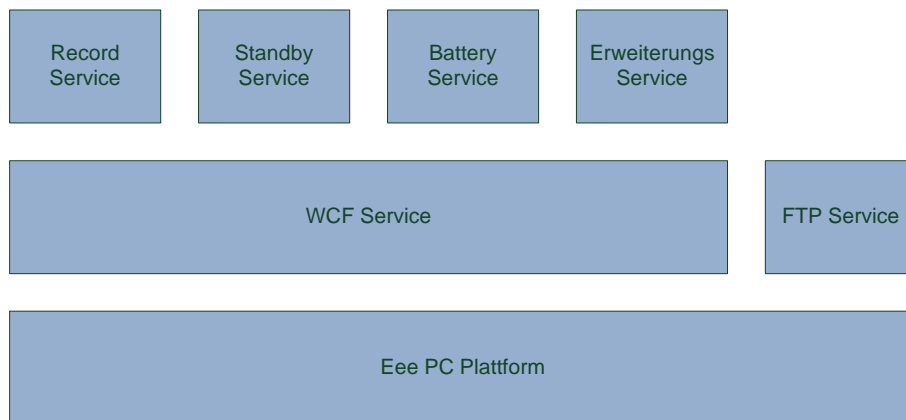 Record
Service
Standby
Service
Battery
Service
Erweiterungs
Service
WCF Service
FTP Service
Eee PC Plattform